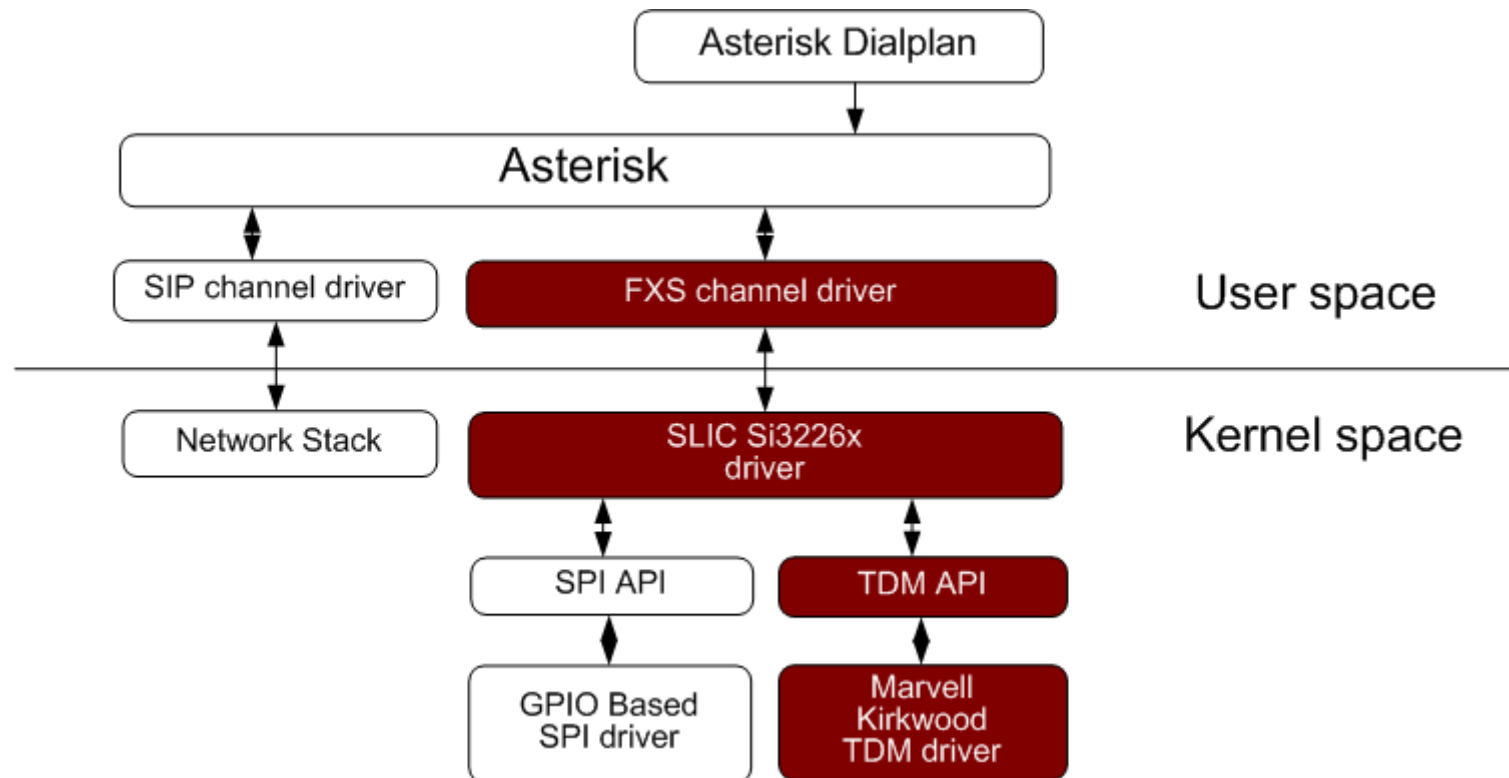 Asterisk Dialplan
Asterisk
SIP channel driver
FXS channel driver
User space
Network Stack
SLIC Si3226x
driver
Kernel space
SPI API
TDM API
GPIO Based
SPI driver
Marvell
Kirkwood
TDM driver